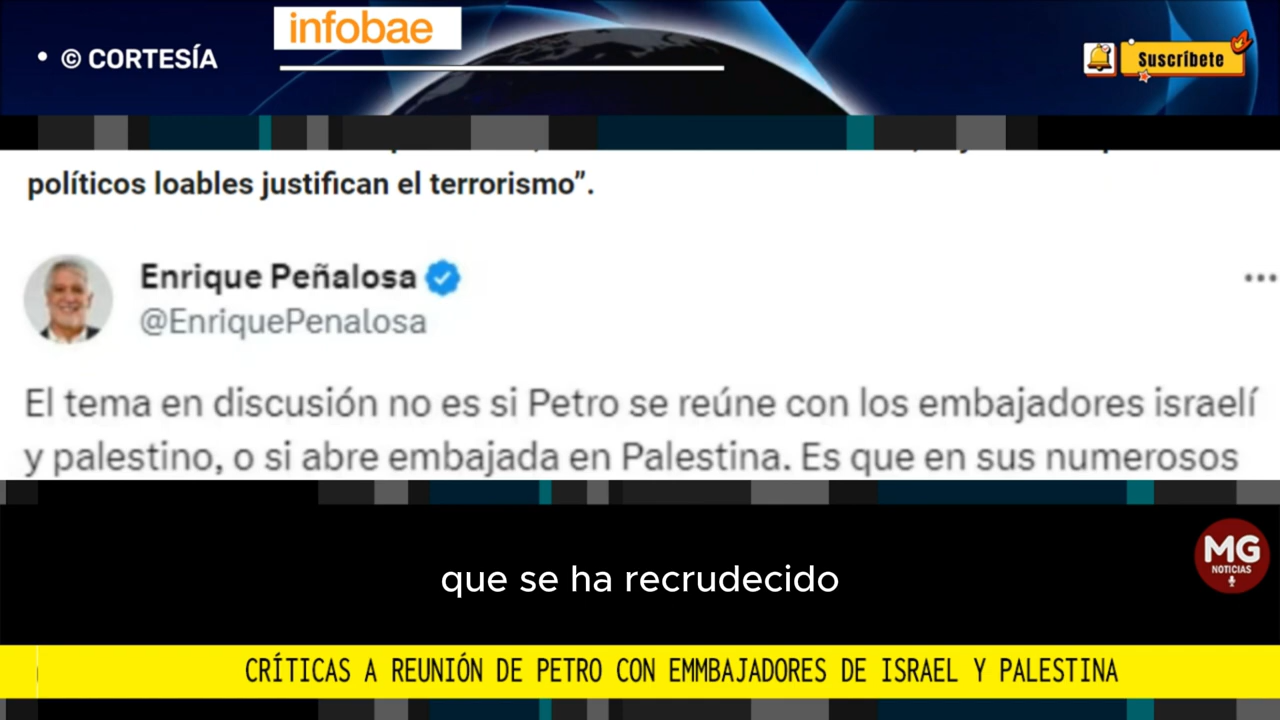 infobae
• © CORTESÍA
Suscríbete
políticos loables justifican el terrorismo”.
Enrique Peñalosa
@EnriquePenalosa
El tema en discusión no es si Petro se reúne con los embajadores israelí
y palestino, o si abre embajada en Palestina. Es que en sus numerosos
MG
NOTICIAS
que se ha recrudecido
CRÍTICAS A REUNIÓN DE PETRO CON EMMBAJADORES DE ISRAEL Y PALESTINA